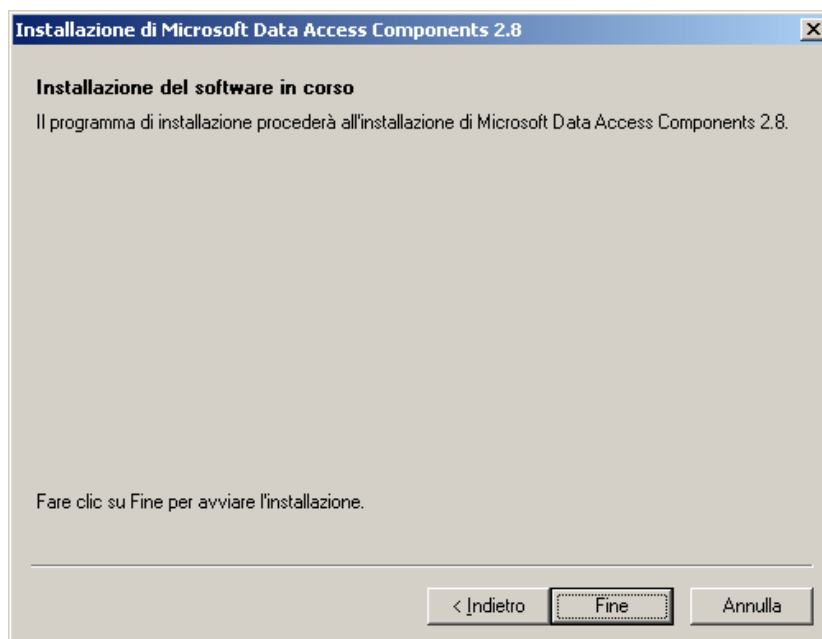 Installazione di Microsoft Data Access Components 2.8
Installazione del software in corso
Il programma di installazione procederà all'installazione di Microsoft Data Access Components 2.8.
Fare clic su Fine per avviare l'installazione.
< Indietro
Fine
Annulla